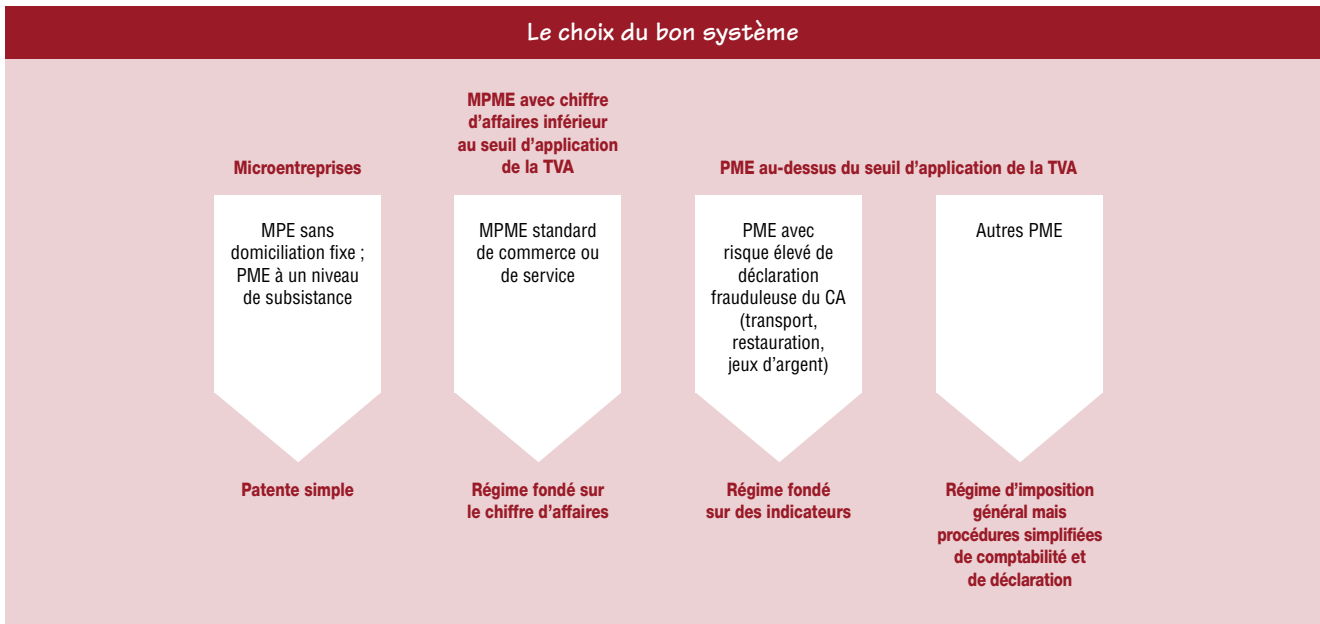 Le choix du bon système
Microentreprises
MPME avec chiffre
d’affaires inférieur
au seuil d’application
de la TVA
PME au-dessus du seuil d’application de la TVA
MPE sans
domiciliation fixe ;
PME à un niveau
de subsistance
MPME standard
de commerce ou
de service
PME avec
risque élevé de
déclaration
frauduleuse du CA
(transport,
restauration,
jeux d’argent)
Autres PME
Patente simple
Régime fondé sur
le chiffre d’affaires
Régime fondé
sur des indicateurs
Régime d’imposition
général mais
procédures simplifiées
de comptabilité et
de déclaration